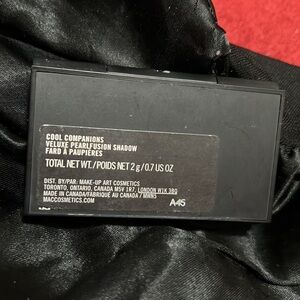 COOL COMPANIONS
VELUXE PEARLFUSION SHADOW
FARD À PAUPIÈRES
TOTAL NET WT./POIDS NET 2 g/0.7 US OZ
DIST. BY/PAR: MAKE-UP ART COSMETICS
TORONTO, ONTARIO, CANADA M5V 1R7, LONDON W1K 3BQ
MADE IN CANADA/FABRIQUÉ AU CANADA
MACCOSMETICS.COM
A45